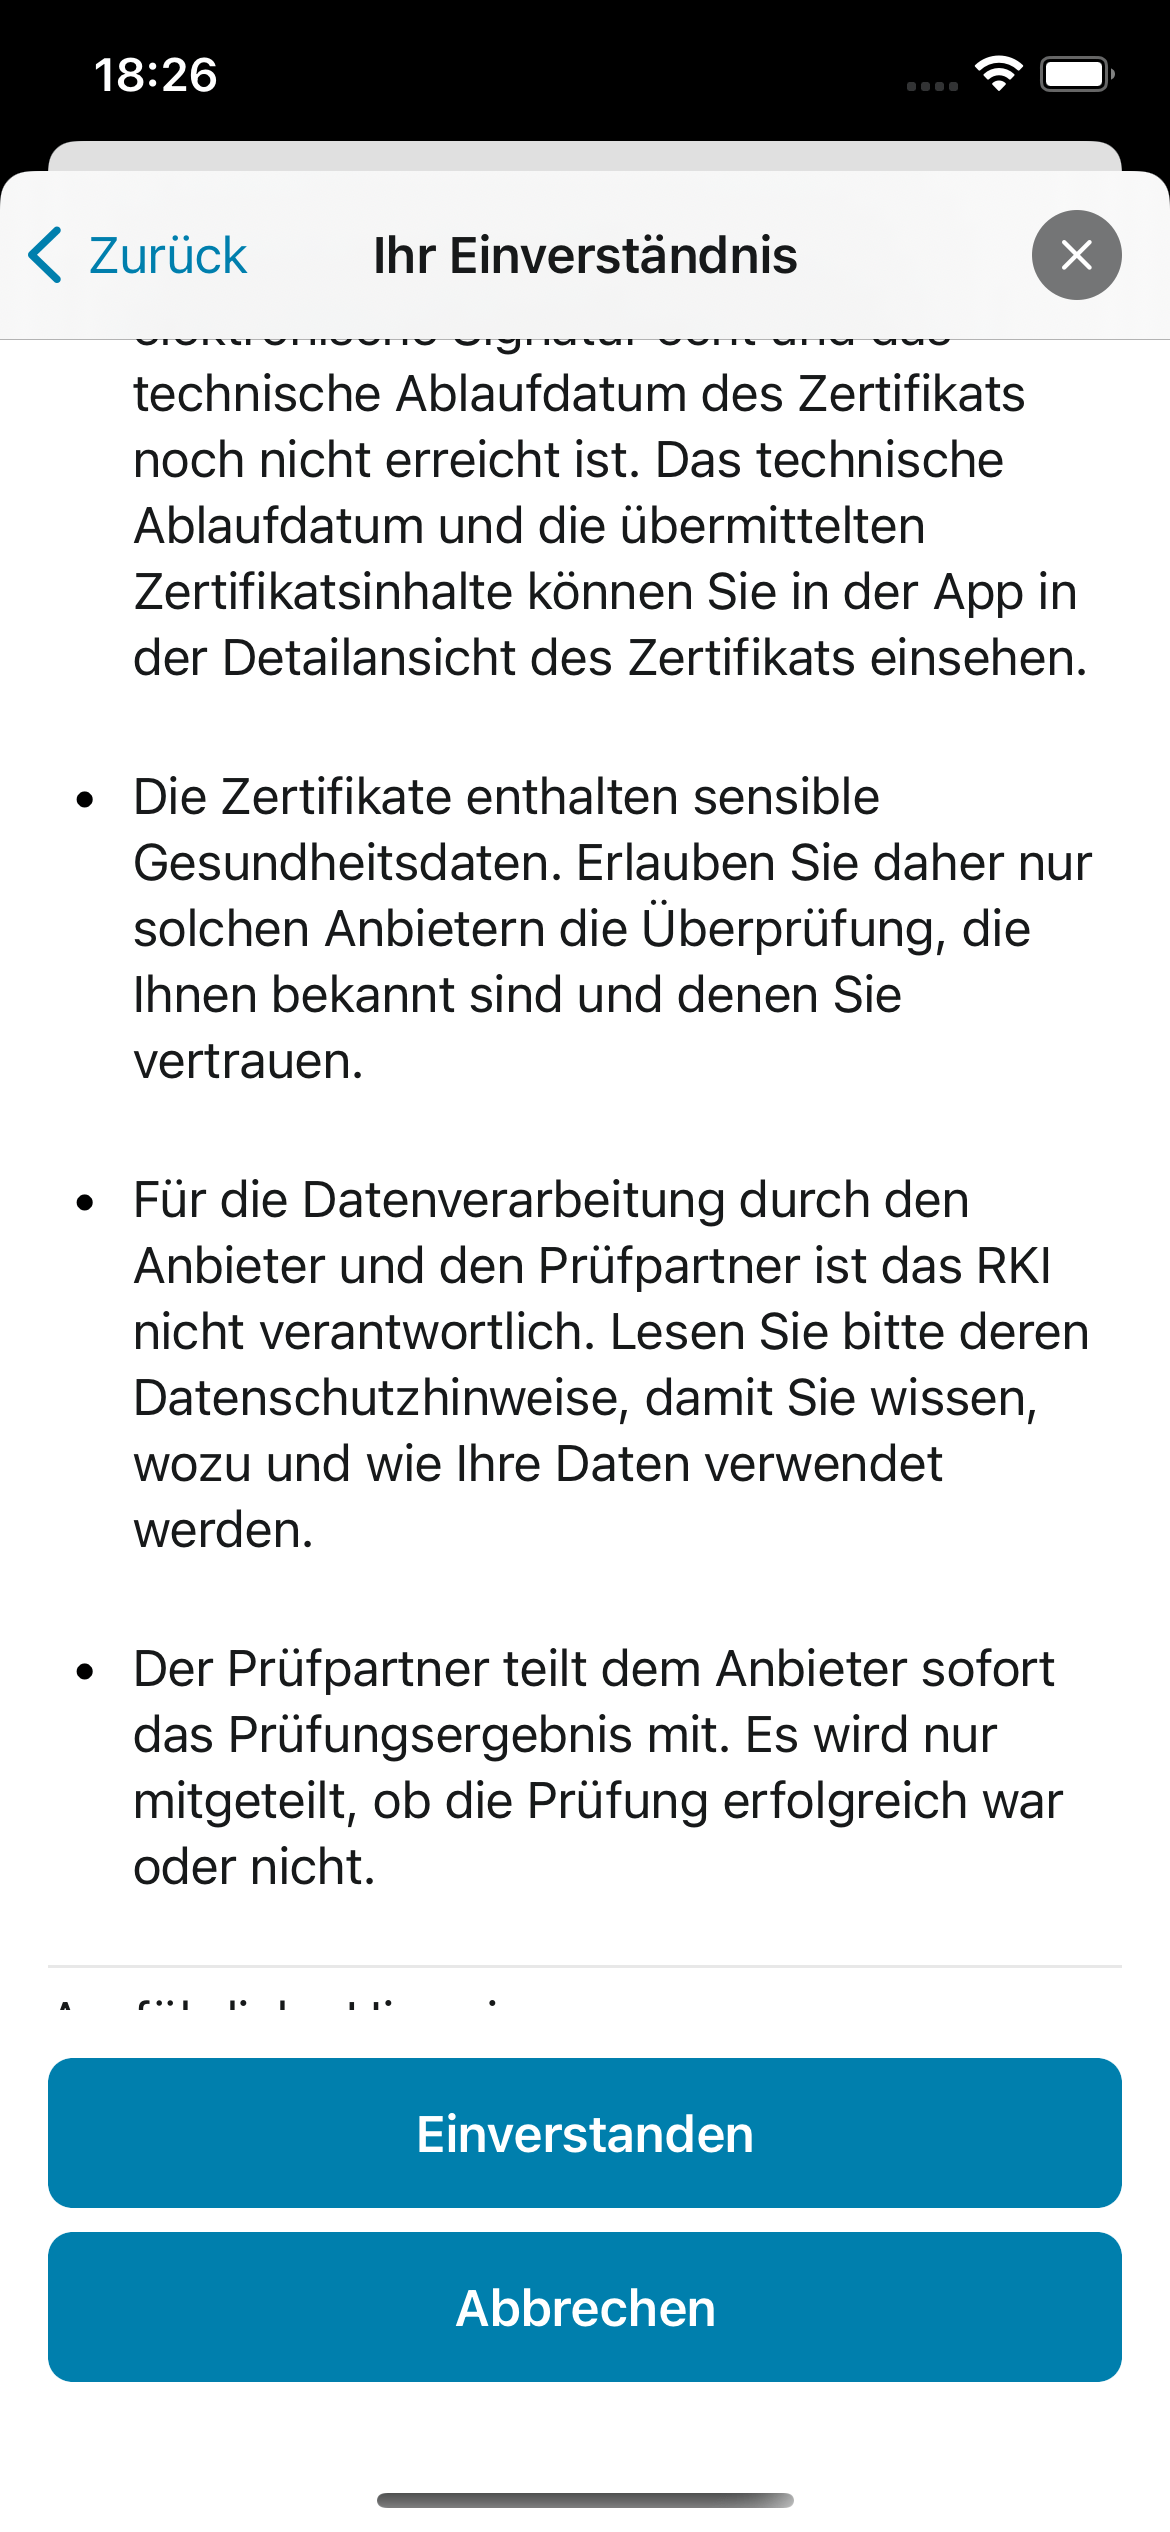 18:26
Zurück
Ihr Einverständnis
elektronische Signatur echt und das
technische Ablaufdatum des Zertifikats
noch nicht erreicht ist. Das technische
Ablaufdatum und die übermittelten
Zertifikatsinhalte können Sie in der App in
der Detailansicht des Zertifikats einsehen.
• Die Zertifikate enthalten sensible
Gesundheitsdaten. Erlauben Sie daher nur
solchen Anbietern die Überprüfung, die
Ihnen bekannt sind und denen Sie
vertrauen.
• Für die Datenverarbeitung durch den
Anbieter und den Prüfpartner ist das RKI
nicht verantwortlich. Lesen Sie bitte deren
Datenschutzhinweise, damit Sie wissen,
wozu und wie Ihre Daten verwendet
werden.
• Der Prüfpartner teilt dem Anbieter sofort
das Prüfungsergebnis mit. Es wird nur
mitgeteilt, ob die Prüfung erfolgreich war
oder nicht.
Einverstanden
Abbrechen